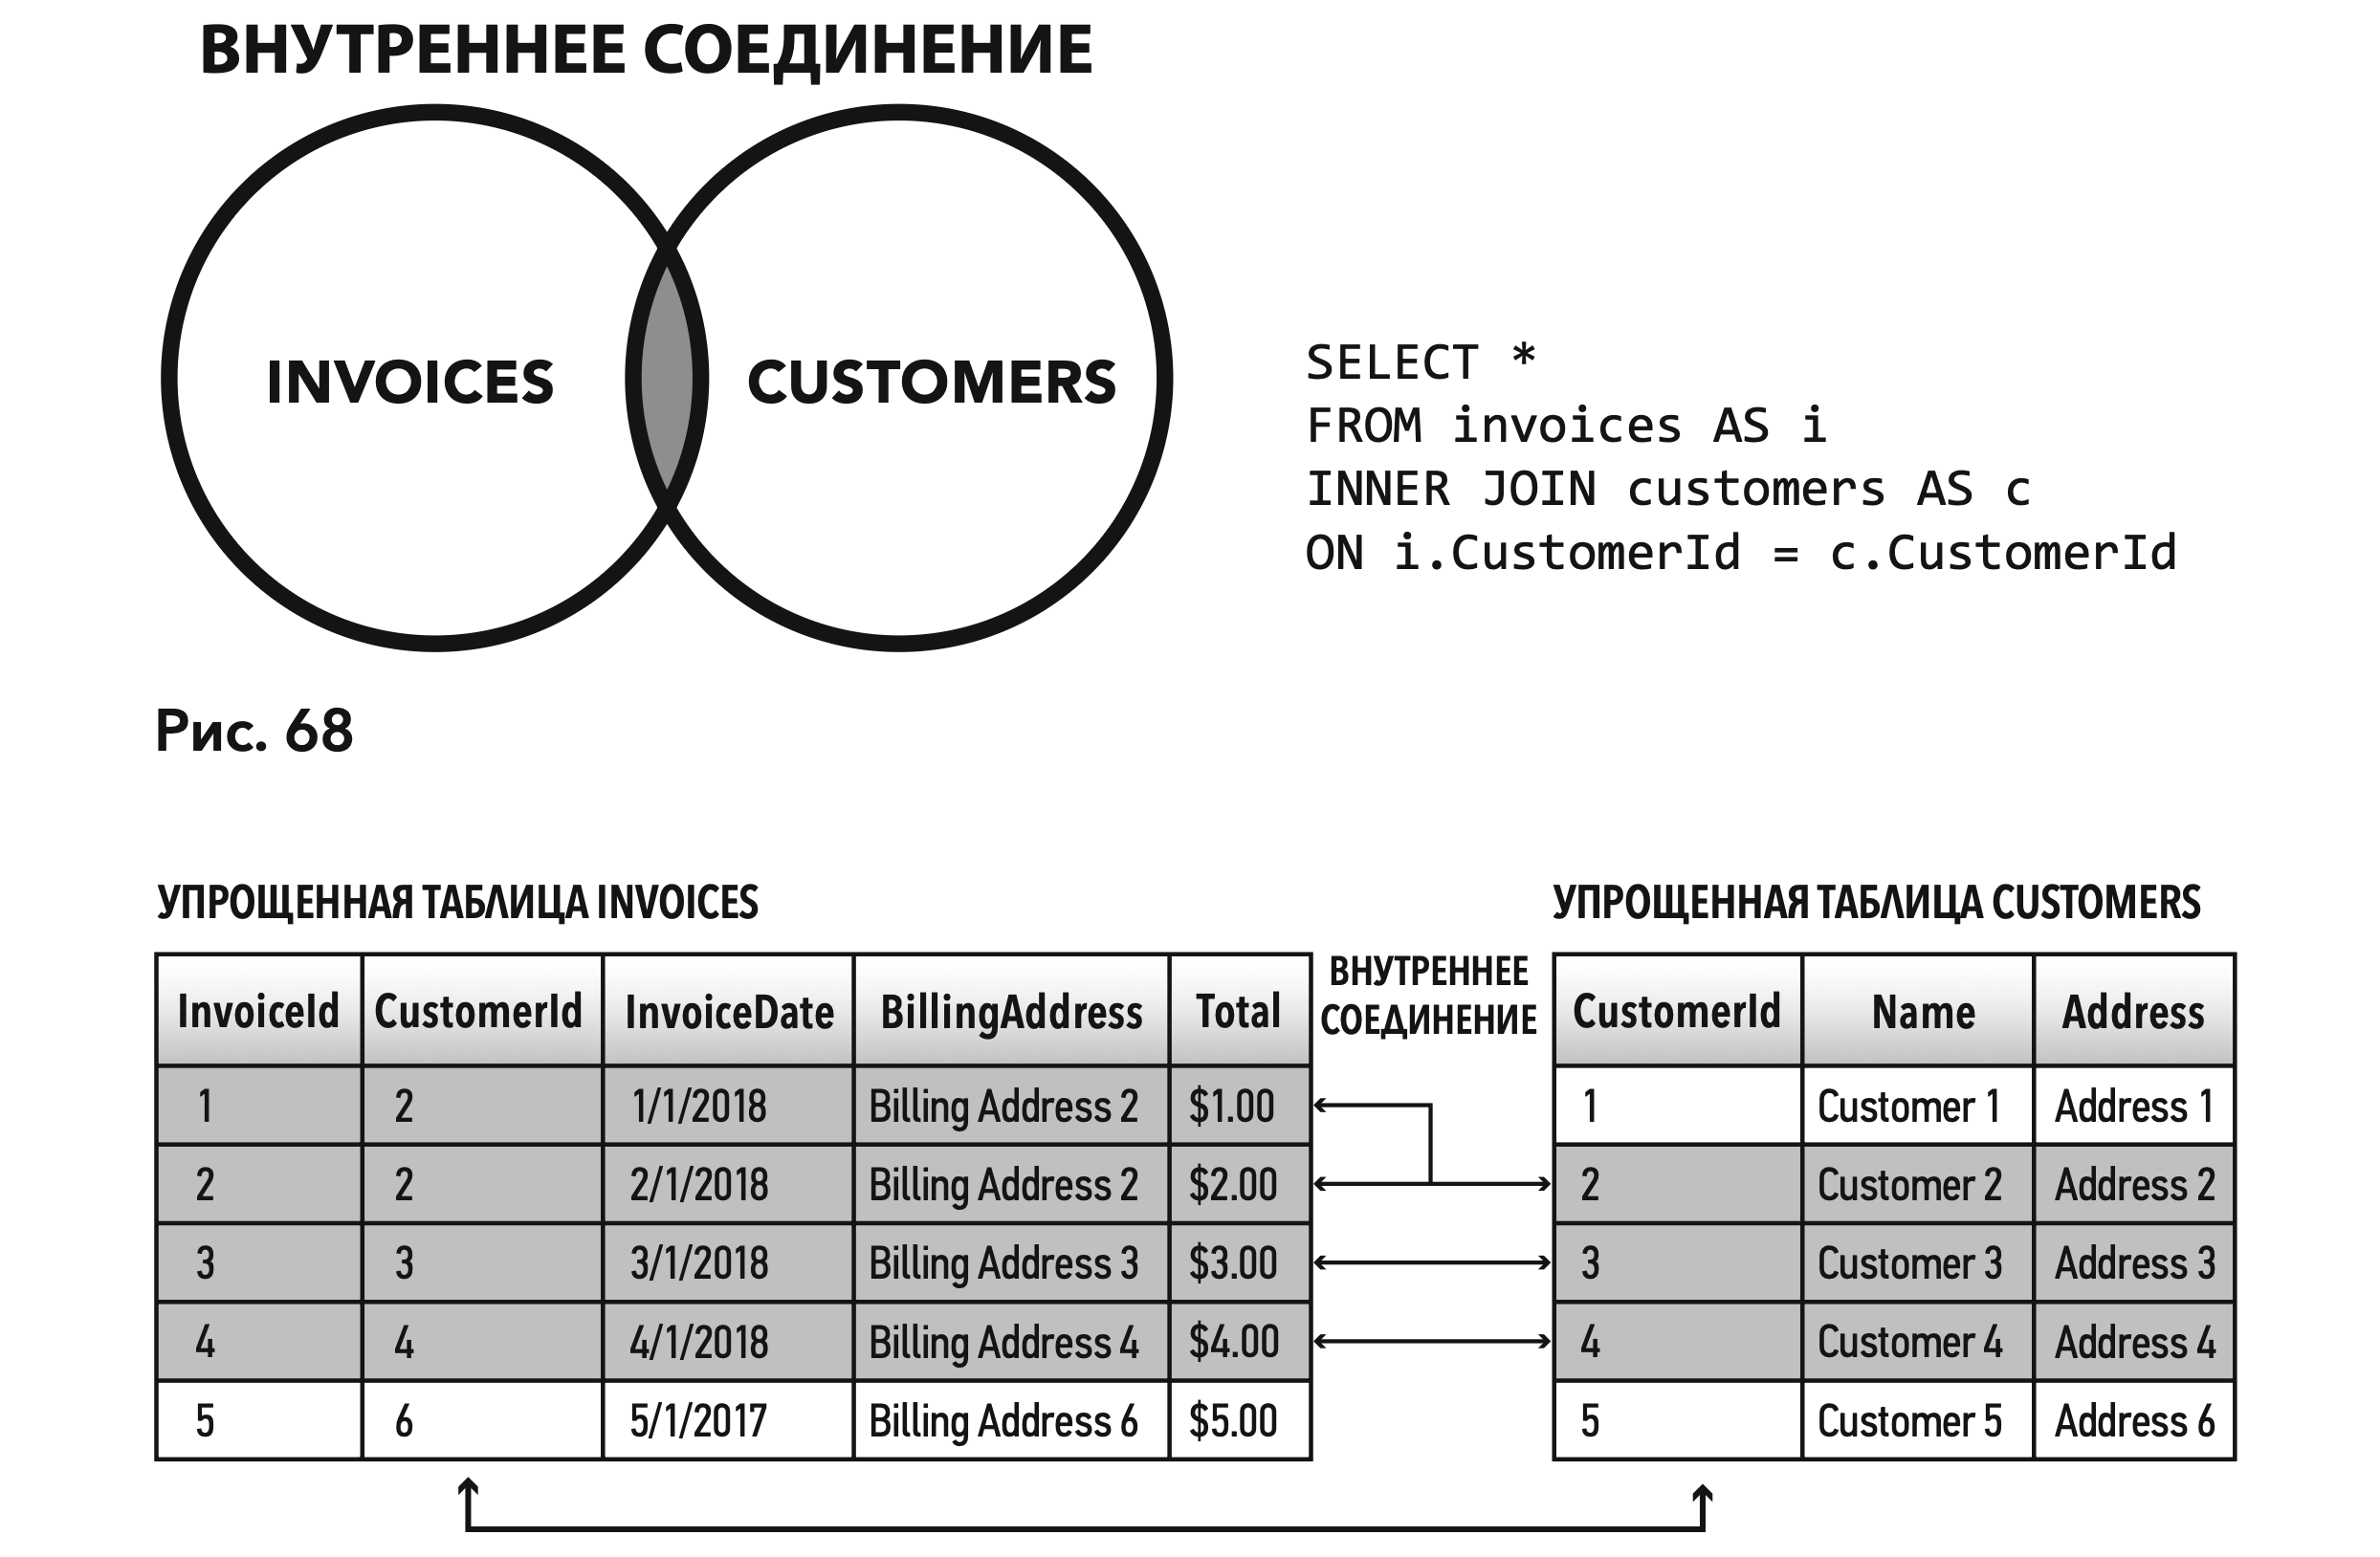 ВНУТРЕННЕЕ СОЕДИНЕНИЕ
INVOICES
CUSTOMERS
SELECT *
FROM invoices AS i
INNER JOIN customers AS c
ON i.CustomerId = c.CustomerId
Рис. 68
УПРОЩЕННАЯ ТАБЛИЦА INVOICES
InvoiceId CustomerId InvoiceDate BillingAddress Total
1 2 1/1/2018 Billing Address 2 $1.00
2 2 2/1/2018 Billing Address 2 $2.00
3 3 3/1/2018 Billing Address 3 $3.00
4 4 4/1/2018 Billing Address 4 $4.00
5 6 5/1/2017 Billing Address 6 $5.00
ВНУТРЕННЕЕ
СОЕДИНЕНИЕ
УПРОЩЕННАЯ ТАБЛИЦА CUSTOMERS
CustomerId Name Address
1 Customer 1 Address 1
2 Customer 2 Address 2
3 Customer 3 Address 3
4 Customer 4 Address 4
5 Customer 5 Address 6